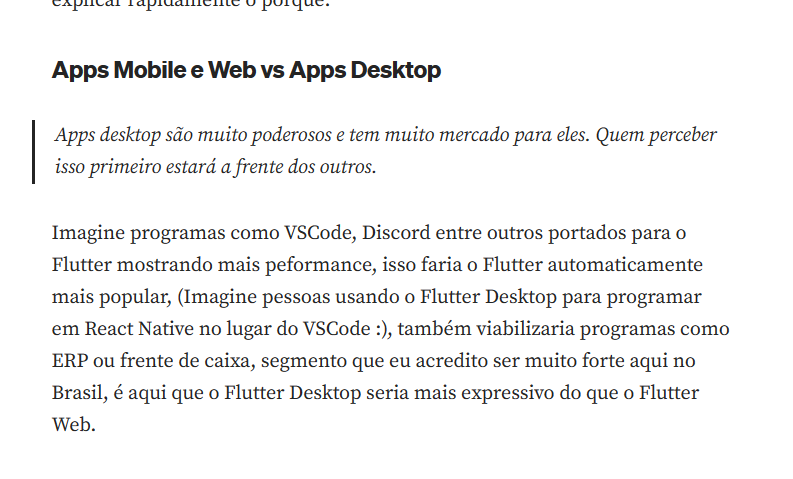 explicar rapidamente o porque.
Apps Mobile e Web vs Apps Desktop
Apps desktop são muito poderosos e tem muito mercado para eles. Quem perceber
isso primeiro estará a frente dos outros.
Imagine programas como VSCode, Discord entre outros portados para o
Flutter mostrando mais peformance, isso faria o Flutter automaticamente
mais popular, (Imagine pessoas usando o Flutter Desktop para programar
em React Native no lugar do VSCode :), também viabilizaria programas como
ERP ou frente de caixa, segmento que eu acredito ser muito forte aqui no
Brasil, é aqui que o Flutter Desktop seria mais expressivo do que o Flutter
Web.